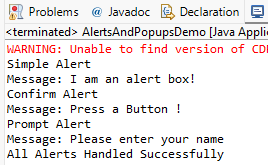 Problems @ Javadoc Declaration
<terminated> AlertsAndPopupsDemo [Java Applic
WARNING: Unable to find version of CD
Simple Alert
Message: I am an alert box!
Confirm Alert
Message: Press a Button !
Prompt Alert
Message: Please enter your name
All Alerts Handled Successfully